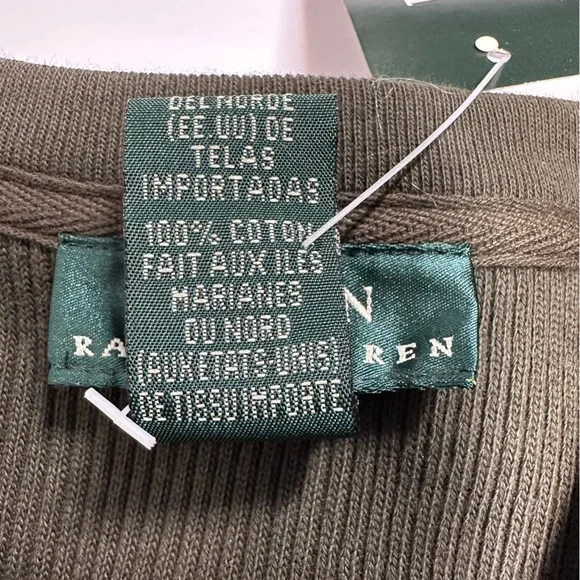 DEL NORDE
(EE UU) DE
TELAS
IMPORTADAS
100% COTON
FAIT AUX ILES
MARIANES
DU NORD
(AUX ETATS UNIS)
DE TISSU IMPORTE
N
RA REN